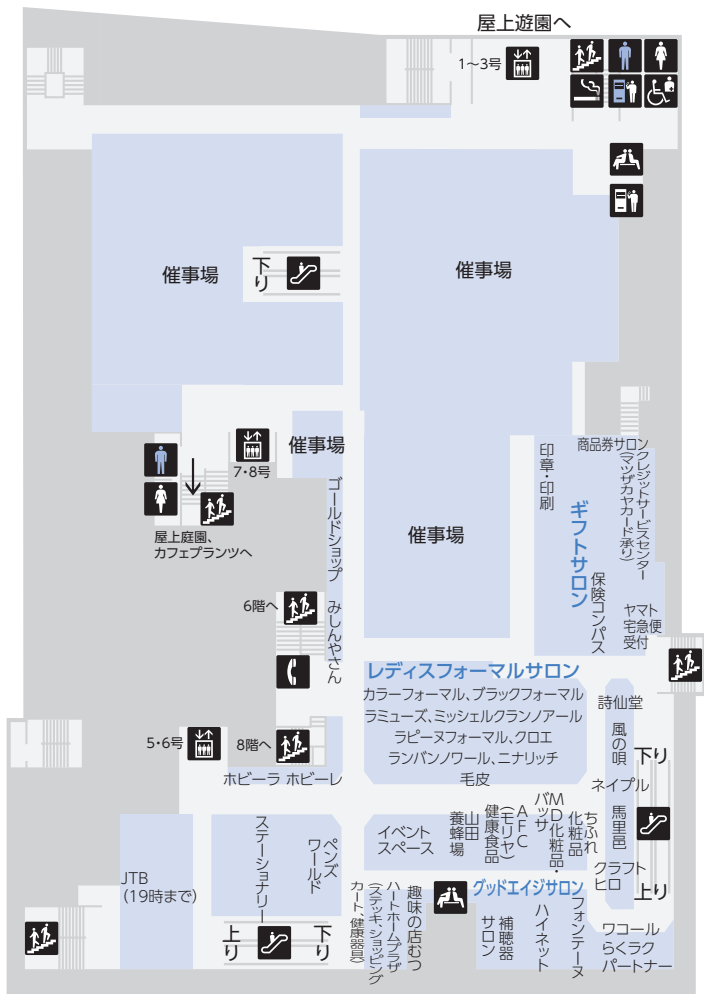 屋上遊園へ
1〜3号
催事場
下り
催事場
7・8号
催事場
屋上庭園、
カフェプランツへ
催事場
ゴールドショップ
みしんやさん
6階へ
印章・印刷
商品券サロン
クレジットサービスセンター
(マツザカヤカード承り)
ギフトサロン
保険コンパス
ヤマト
宅急便
受付
レディスフォーマルサロン
カラーフォーマル、ブラックフォーマル
ラミューズ、ミッシェルクランノアール
ラピーヌフォーマル、クロエ
ランバンノワール、ニナリッチ
毛皮
5・6号
8階へ
ホビーラ ホビーレ
詩仙堂
風の唄
下り
ネイプル
馬里邑
クラフト
ヒロ
上り
JTB
(19時まで)
ステーショナリー
ペンズ
ワールド
上り
下り
イベント
スペース
山田
養蜂場
健康食品
(モリヤ)
AFC
バッサ
MD化粧品・
化粧品
ちふれ
グッドエイジサロン
趣味の店むつ
ハートホームプラザ
(ステッキ、ショッピング
カート、健康器具)
補聴器
サロン
ハイネット
フォンテーヌ
ワコール
らくラク
パートナー